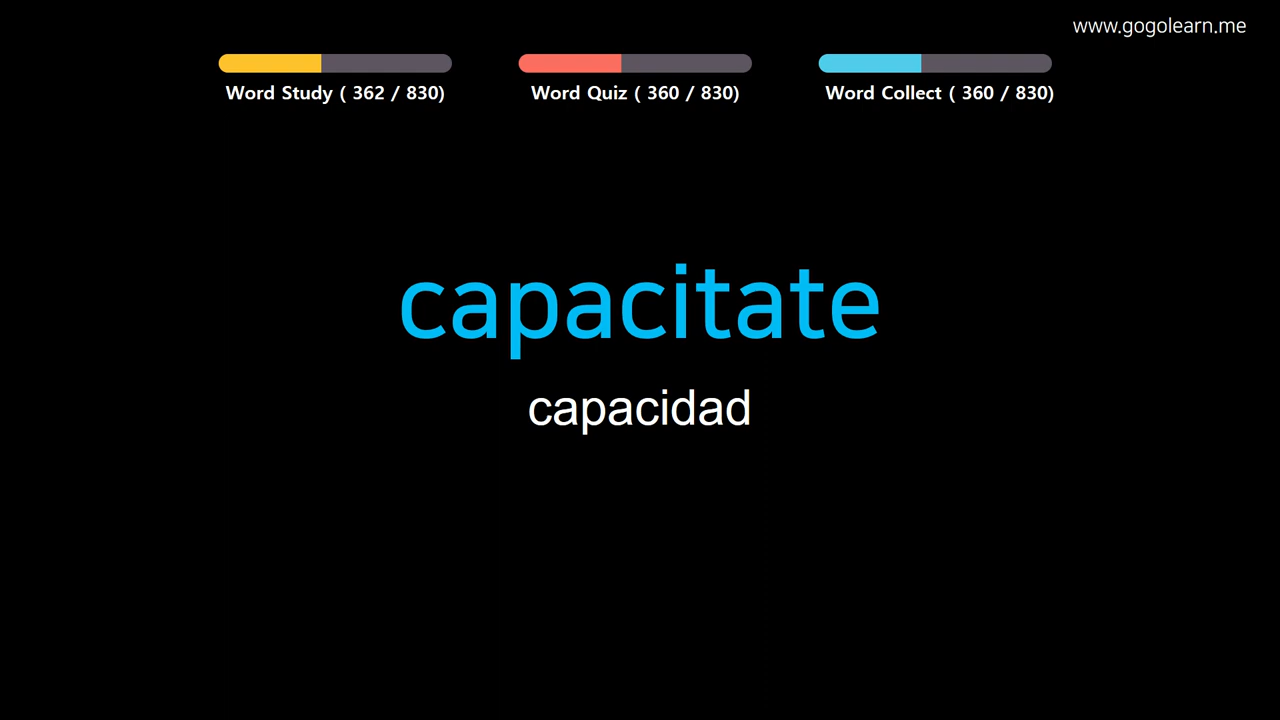 www.gogolearn.me
Word Study ( 362 / 830)
Word Quiz ( 360 / 830)
Word Collect ( 360 / 830)
capacitate
capacidad